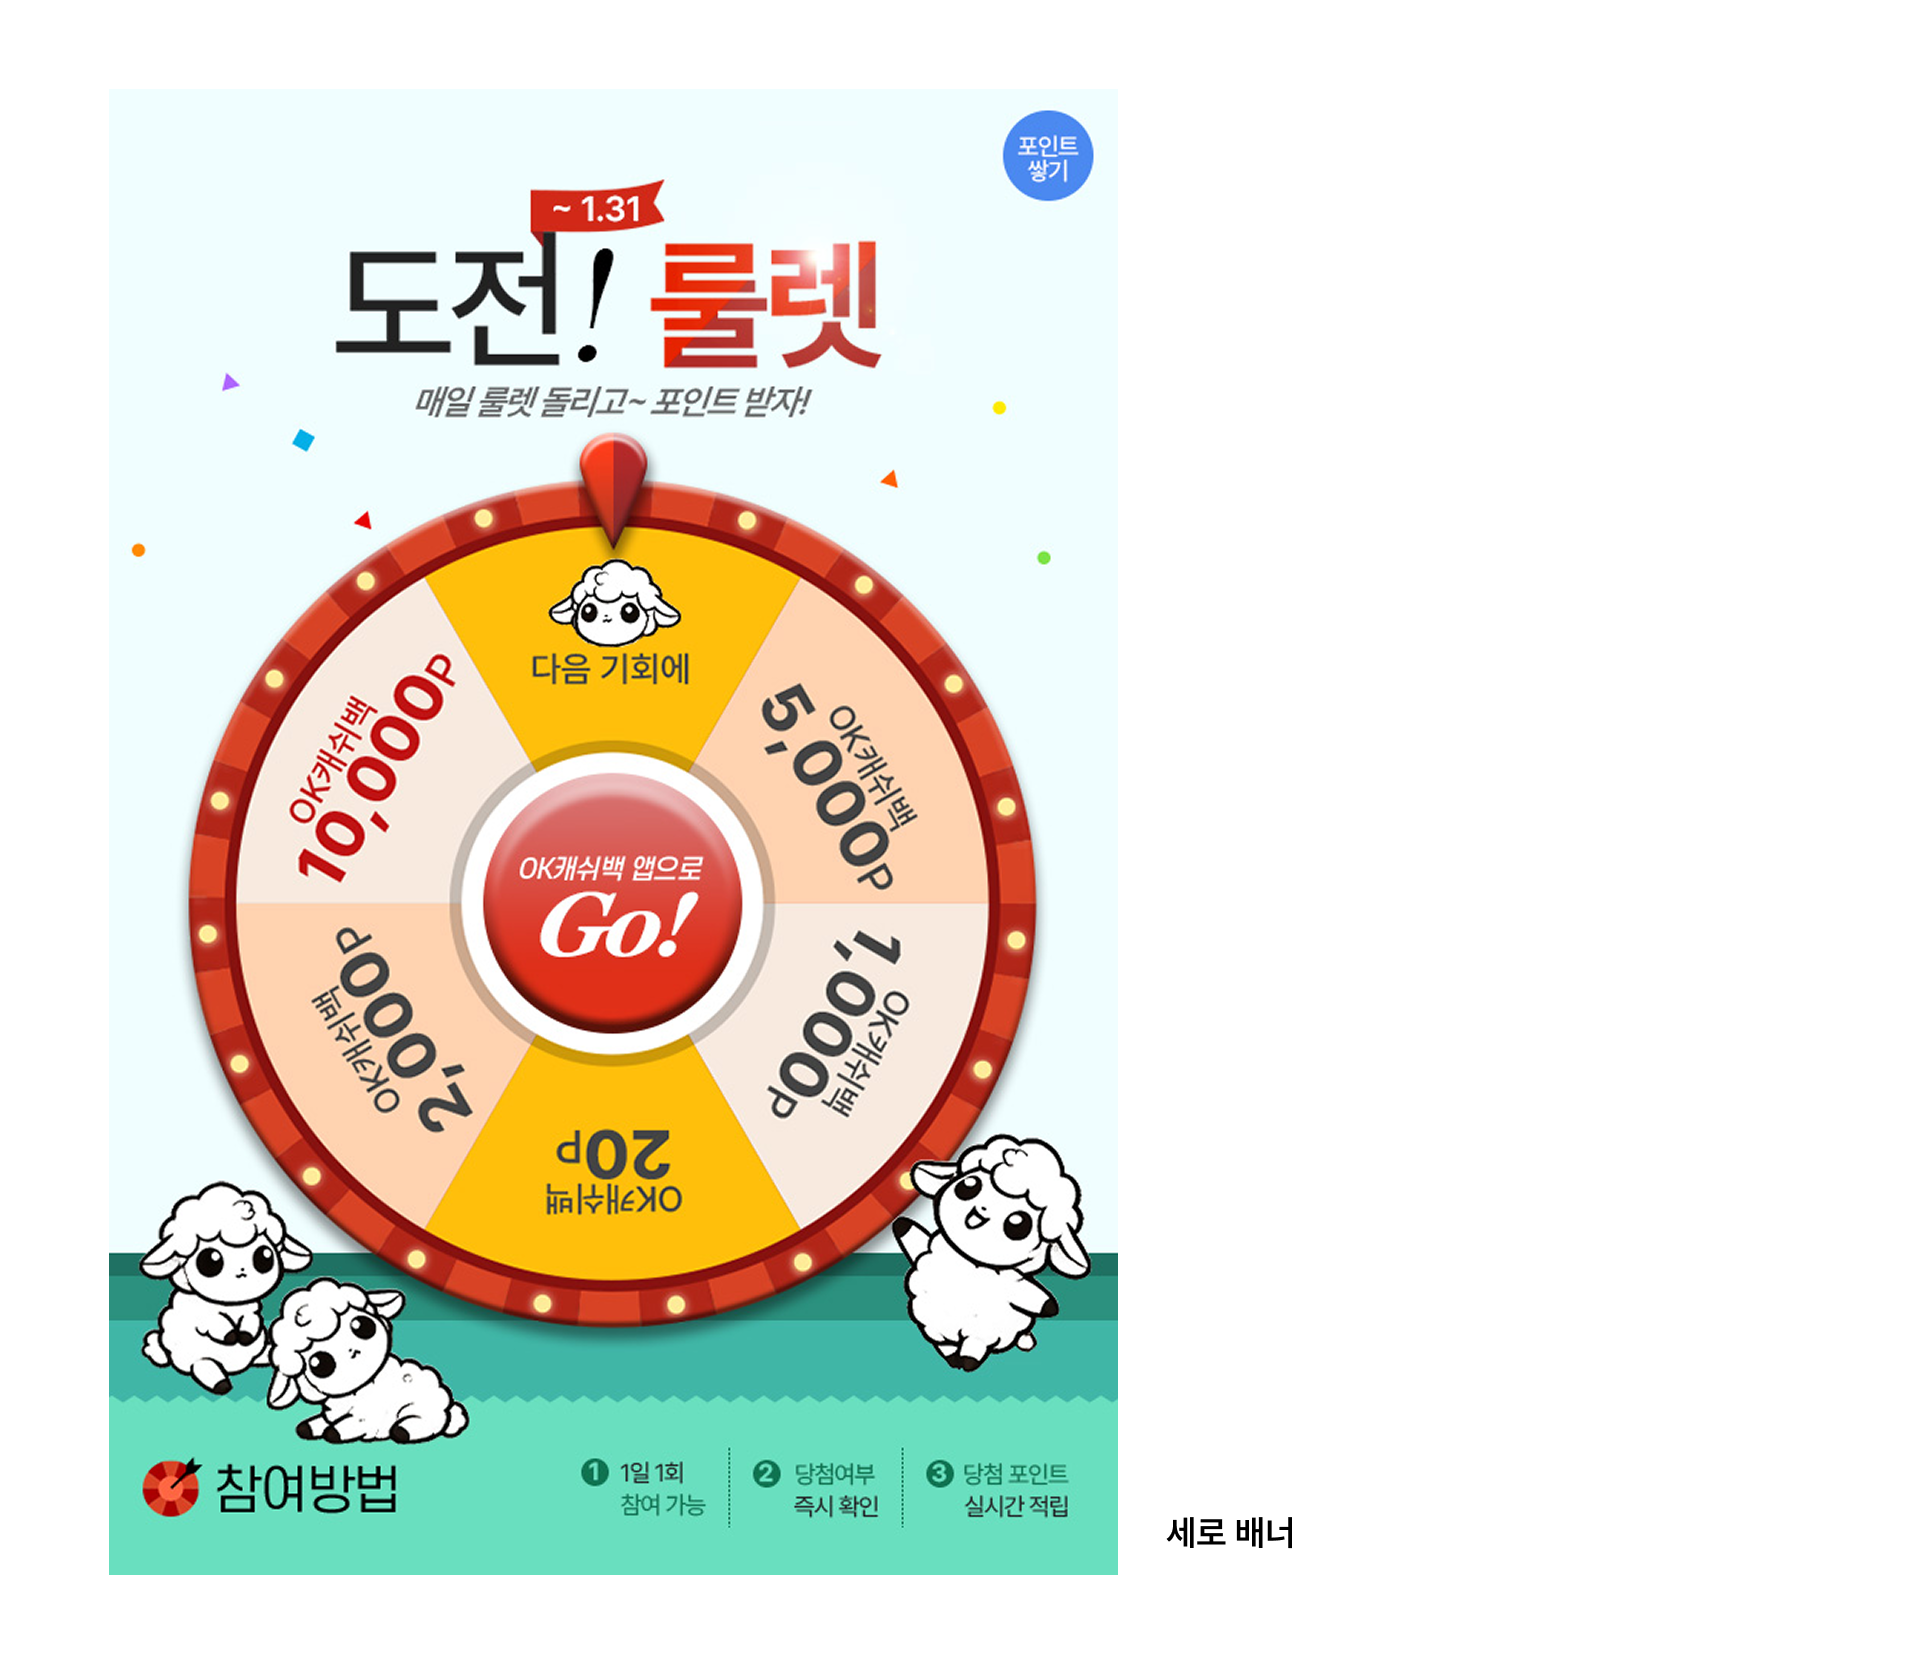 포인트
쌓기
~ 1.31
도전! 룰렛
매일 룰렛 돌리고~ 포인트 받자!
다음 기회에
OK캐쉬백
5,000P
OK캐쉬백
1,000P
OK캐쉬백
20P
OK캐쉬백
2,000P
OK캐쉬백
10,000P
OK캐쉬백 앱으로
Go!
참여방법
1 1일 1회
참여 가능
2 당첨여부
즉시 확인
3 당첨 포인트
실시간 적립
세로 배너